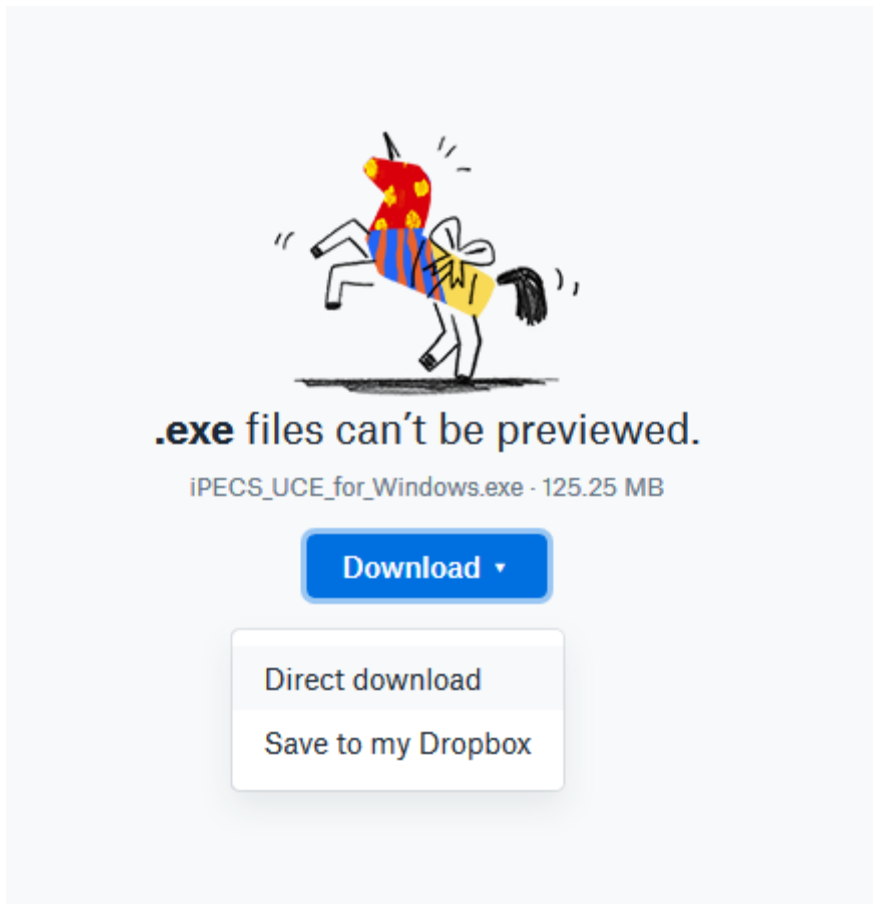 .exe files can’t be previewed.
iPECS_UCE_for_Windows.exe · 125.25 MB
Download
Direct download
Save to my Dropbox